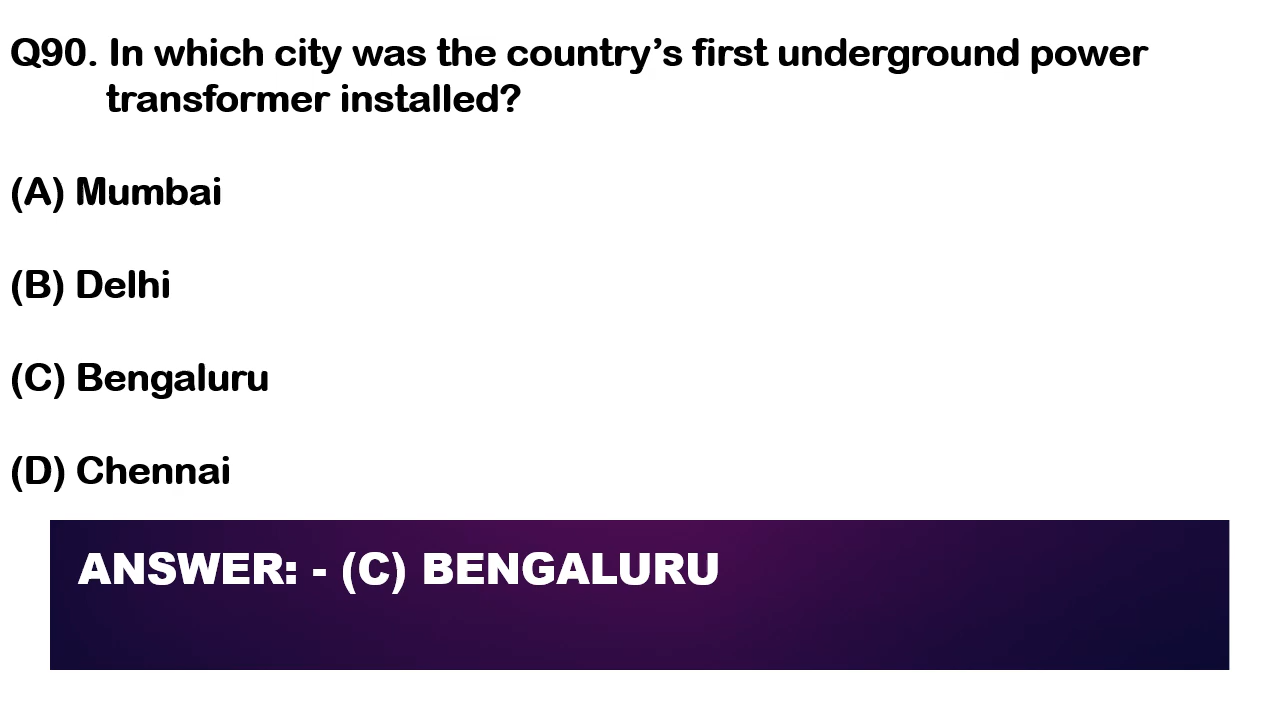 Q90. In which city was the country’s first underground power
transformer installed?
(A) Mumbai
(B) Delhi
(C) Bengaluru
(D) Chennai
ANSWER: - (C) BENGALURU